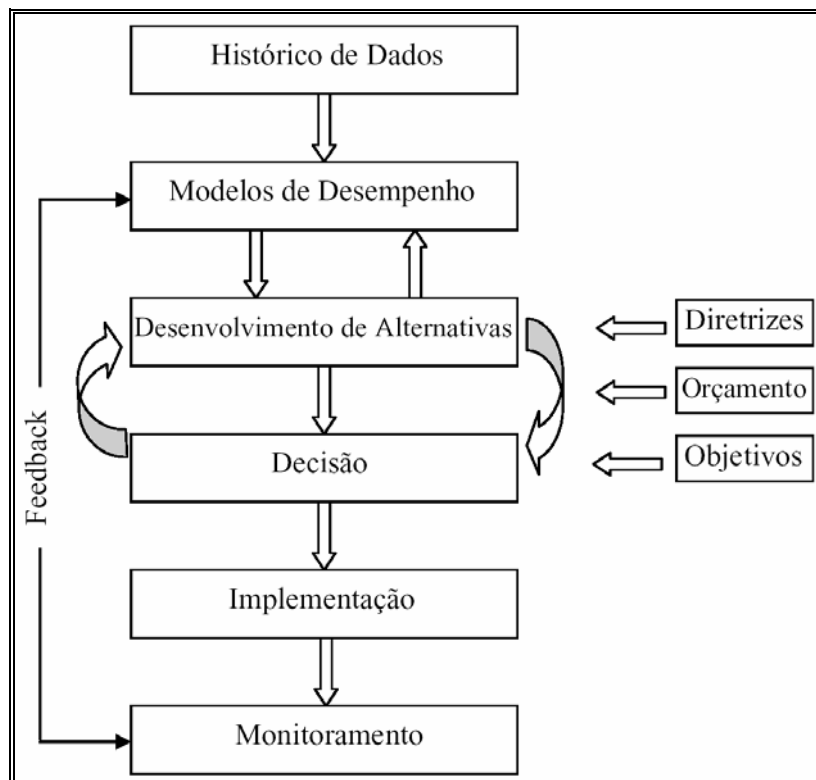 Histórico de Dados
Modelos de Desempenho
Desenvolvimento de Alternativas
Diretrizes
Orçamento
Decisão
Objetivos
Feedback
Implementação
Monitoramento